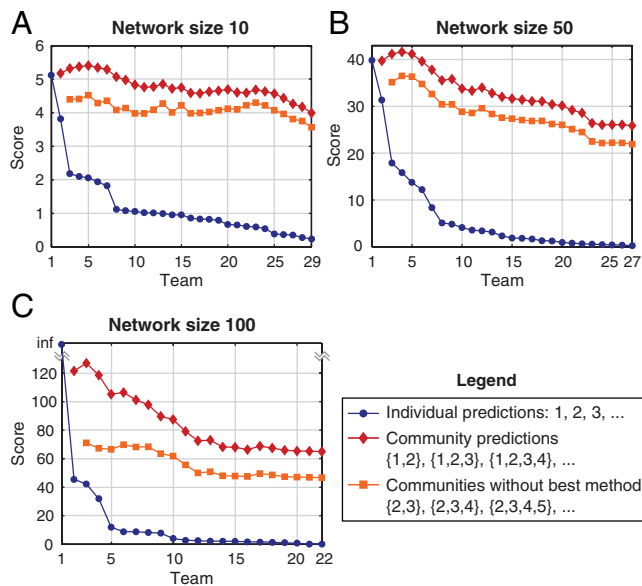 A
Network size 10
Score
6
5
4
3
2
1
0
1 5 10 15 20 25 29
Team
B
Network size 50
Score
40
30
20
10
0
1 5 10 15 20 25 27
Team
C
Network size 100
Score
inf
120
100
80
60
40
20
0
1 5 10 15 20 22
Team
Legend
Individual predictions: 1, 2, 3, ...
Community predictions
{1,2}, {1,2,3}, {1,2,3,4}, ...
Communities without best method
{2,3}, {2,3,4}, {2,3,4,5}, ...